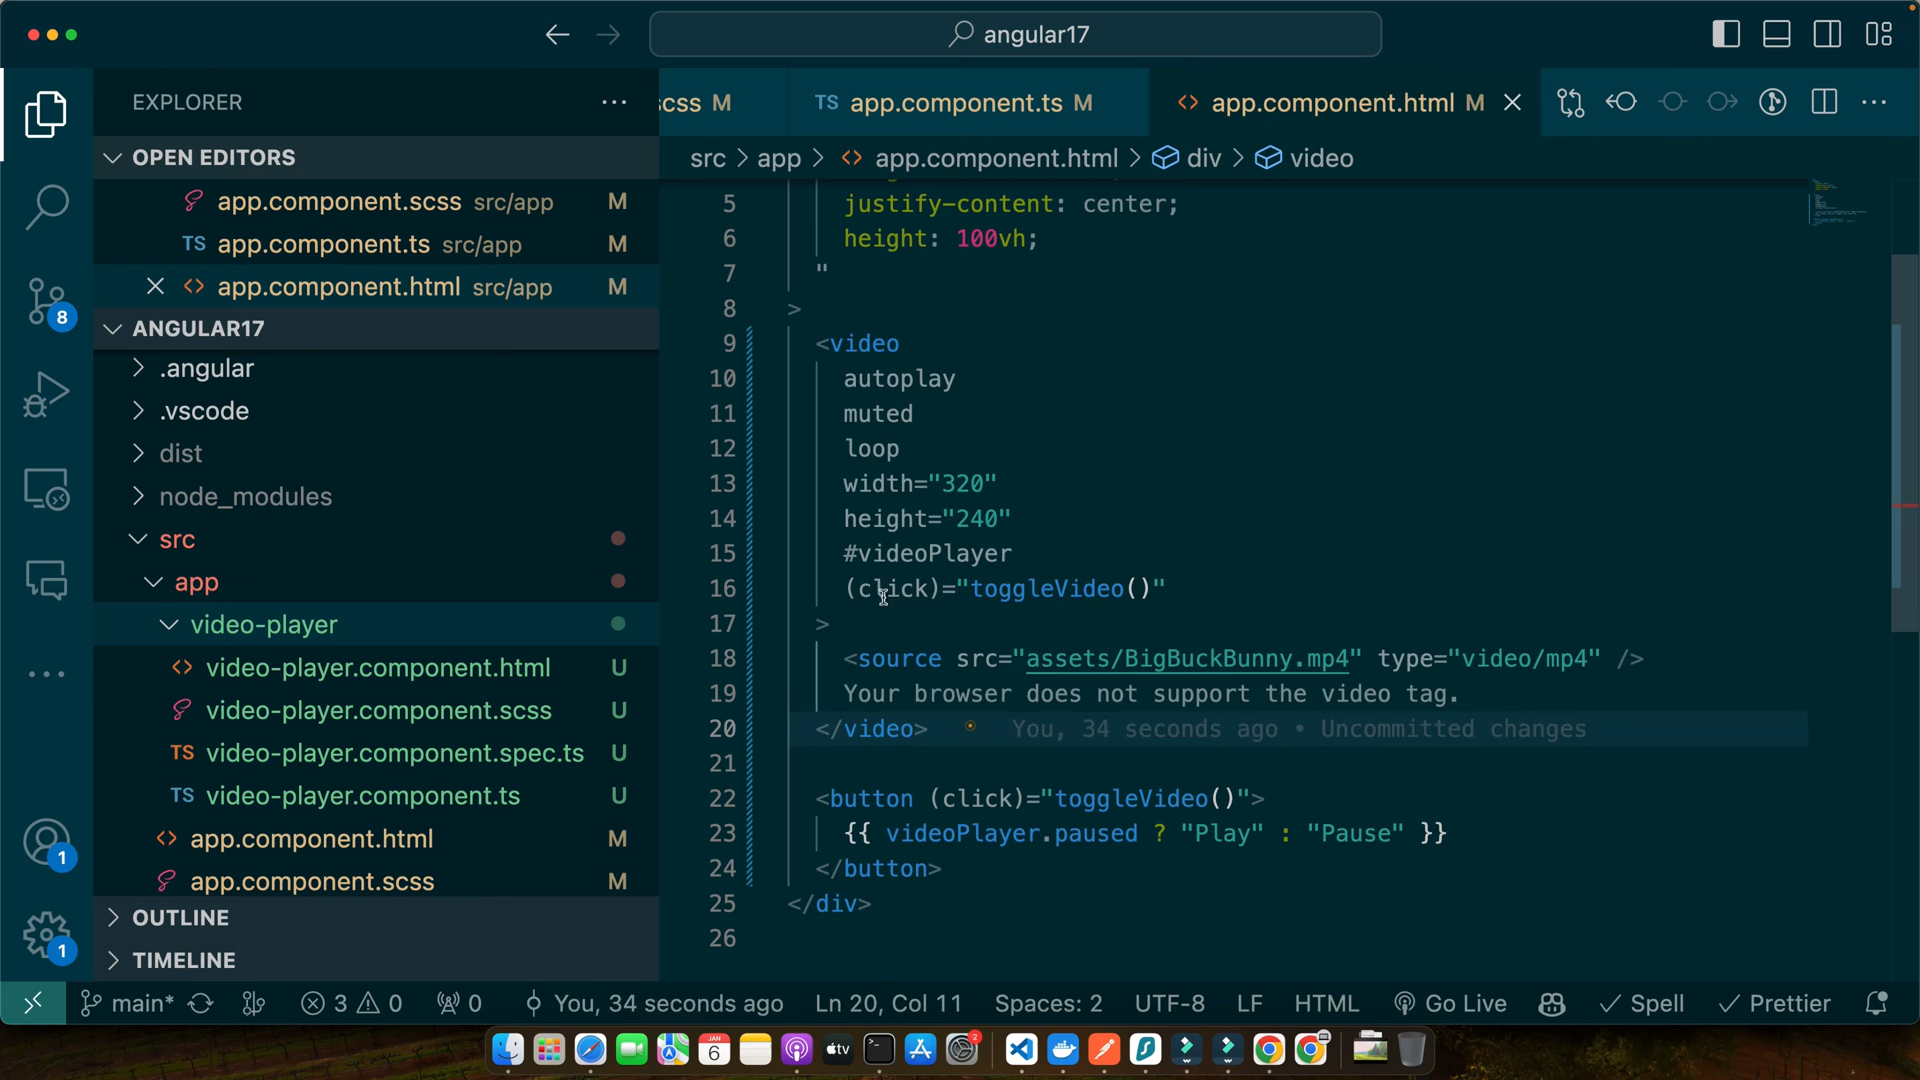 angular17
EXPLORER
scss M
TS app.component.ts M
<> app.component.html M
OPEN EDITORS
src > app > <> app.component.html > div > video
app.component.scss src/app M
TS app.component.ts src/app M
<> app.component.html src/app M
ANGULAR17
.angular
.vscode
dist
node_modules
src
app
video-player
<> video-player.component.html U
video-player.component.scss U
TS video-player.component.spec.ts U
TS video-player.component.ts U
<> app.component.html M
app.component.scss M
OUTLINE
TIMELINE
8
1
1
5 justify-content: center;
6 height: 100vh;
7 "
8 >
9 <video
10 autoplay
11 muted
12 loop
13 width="320"
14 height="240"
15 #videoPlayer
16 (click)="toggleVideo()"
17 >
18 <source src="assets/BigBuckBunny.mp4" type="video/mp4" />
19 Your browser does not support the video tag.
20 </video> You, 34 seconds ago • Uncommitted changes
21
22 <button (click)="toggleVideo()">
23 {{ videoPlayer.paused ? "Play" : "Pause" }}
24 </button>
25 </div>
26
main* 3 0 0 You, 34 seconds ago Ln 20, Col 11 Spaces: 2 UTF-8 LF HTML Go Live Spell Prettier
JAN
6
tv
2